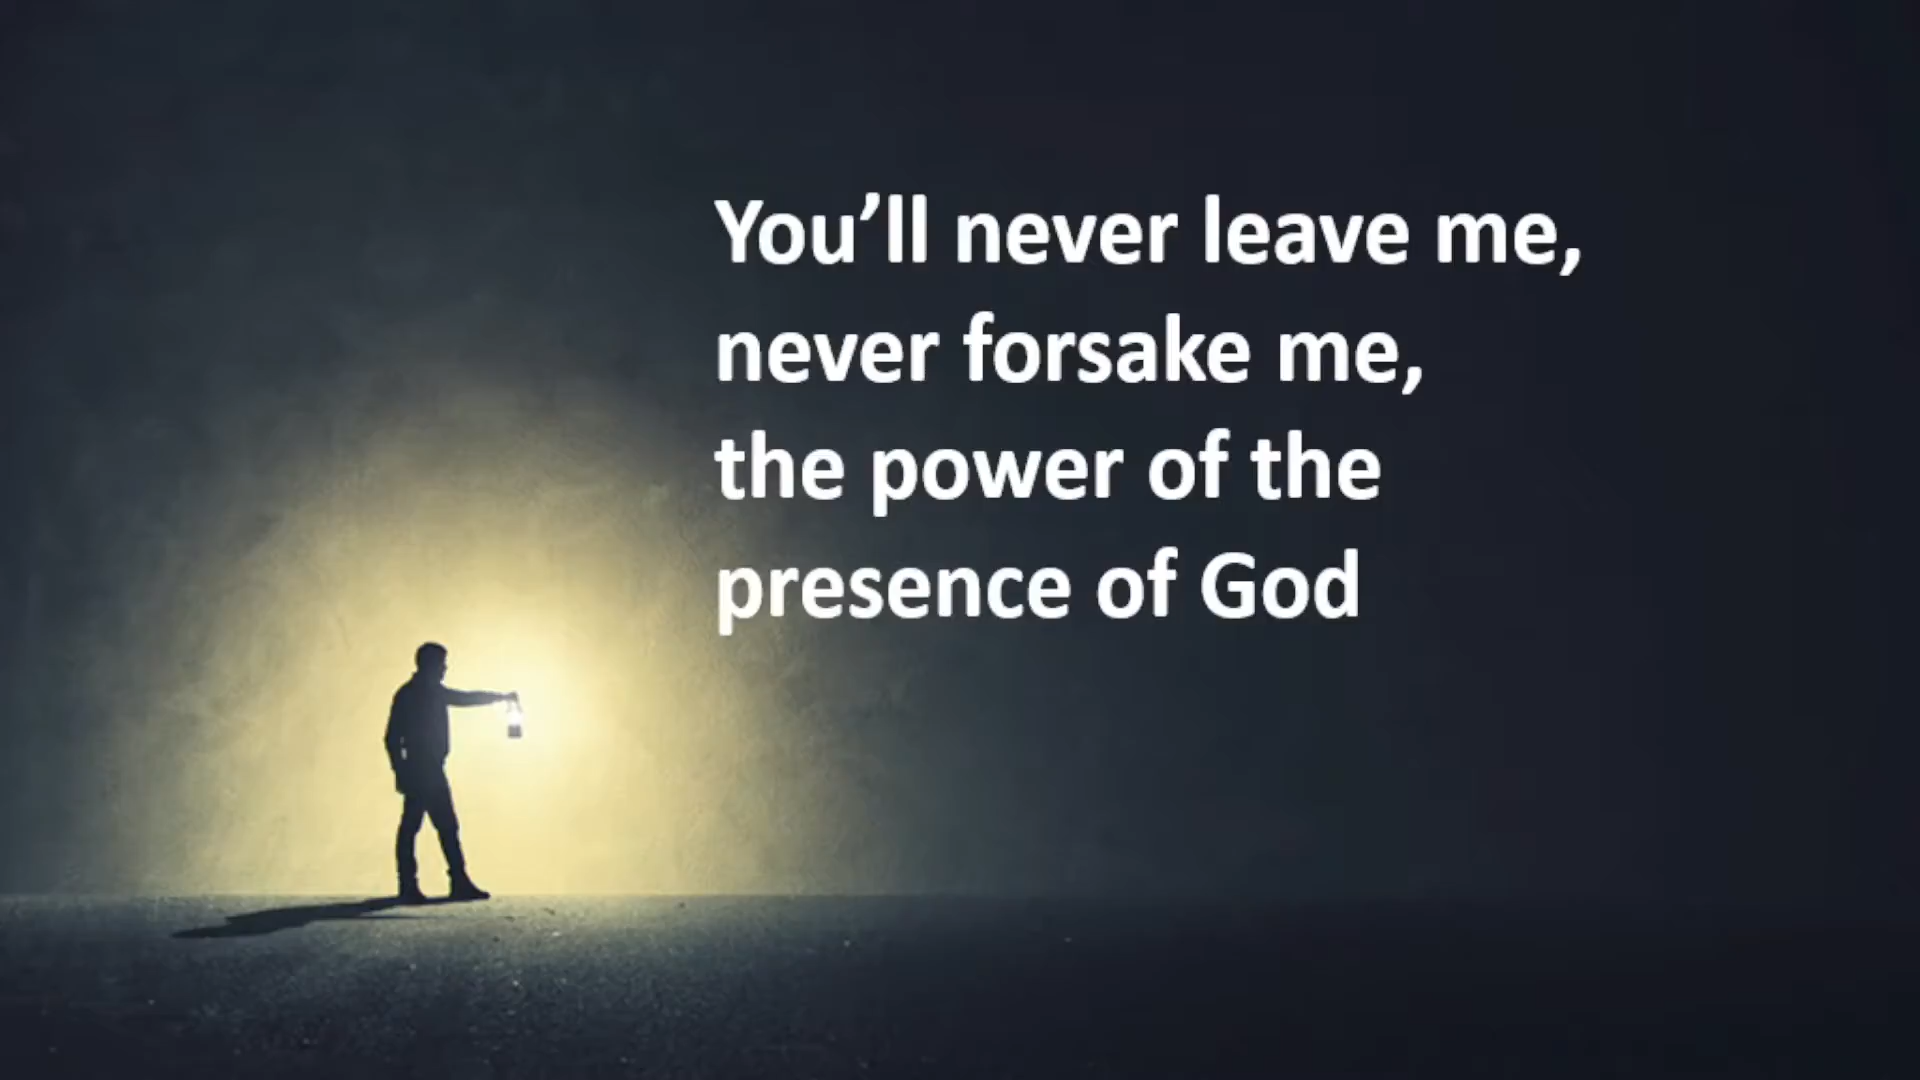 You’ll never leave me,
never forsake me,
the power of the
presence of God